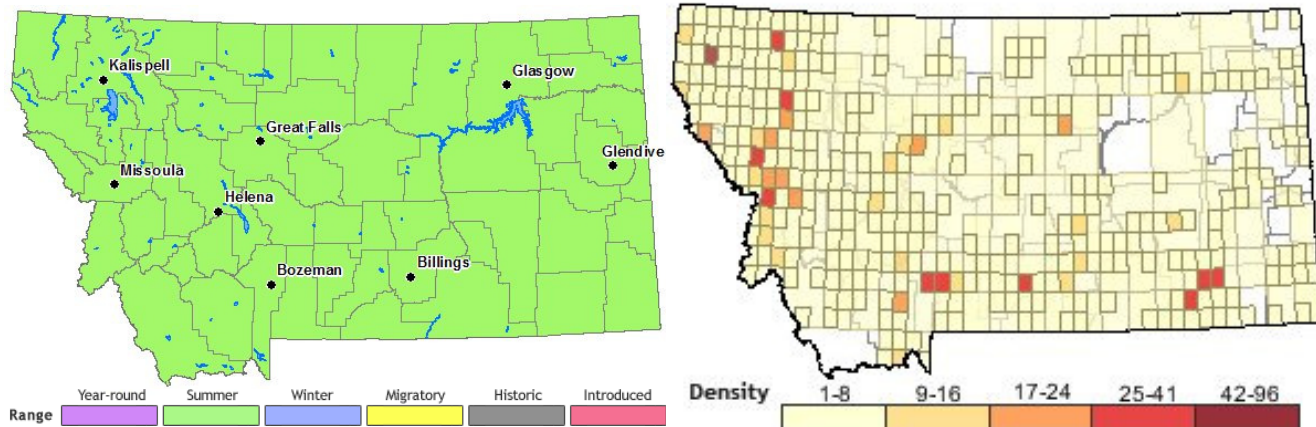 Kalispell
Glasgow
Great Falls
Glendive
Missoula
Helena
Bozeman
Billings
Range Year-round Summer Winter Migratory Historic Introduced
Density 1-8 9-16 17-24 25-41 42-96